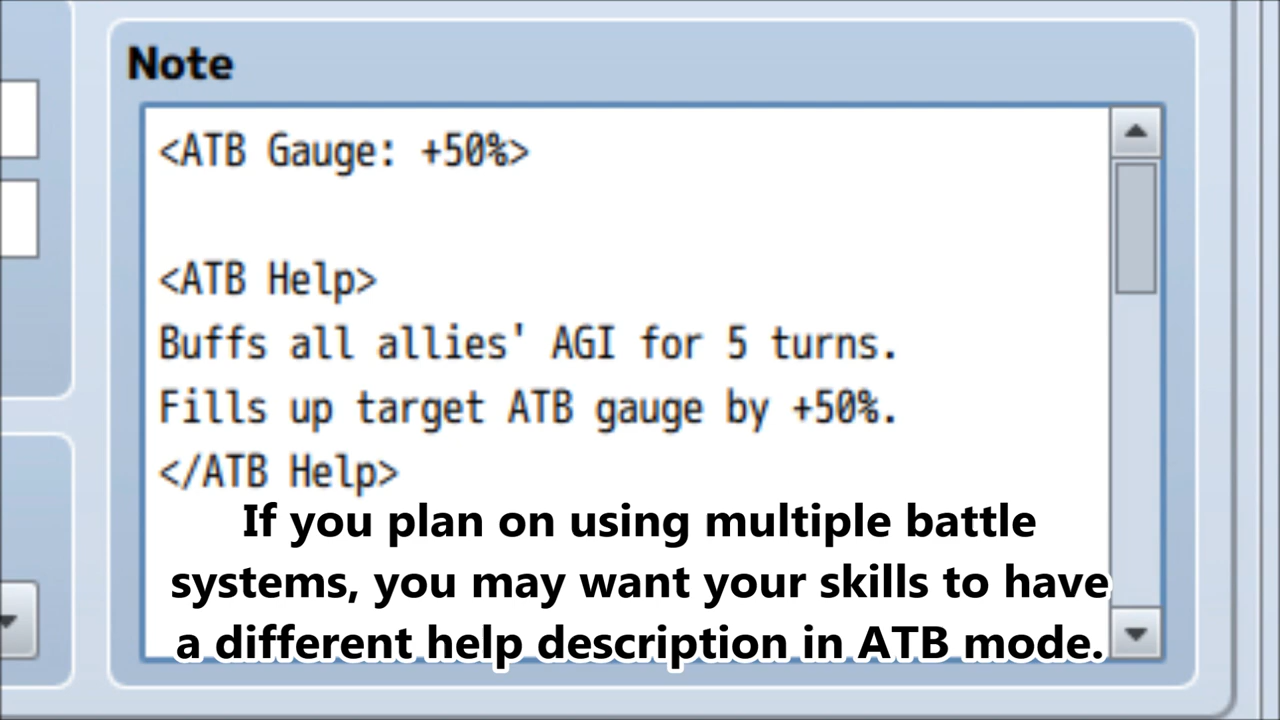 Note
<ATB Gauge: +50%>
<ATB Help>
Buffs all allies' AGI for 5 turns.
Fills up target ATB gauge by +50%.
</ATB Help>
If you plan on using multiple battle
systems, you may want your skills to have
a different help description in ATB mode.